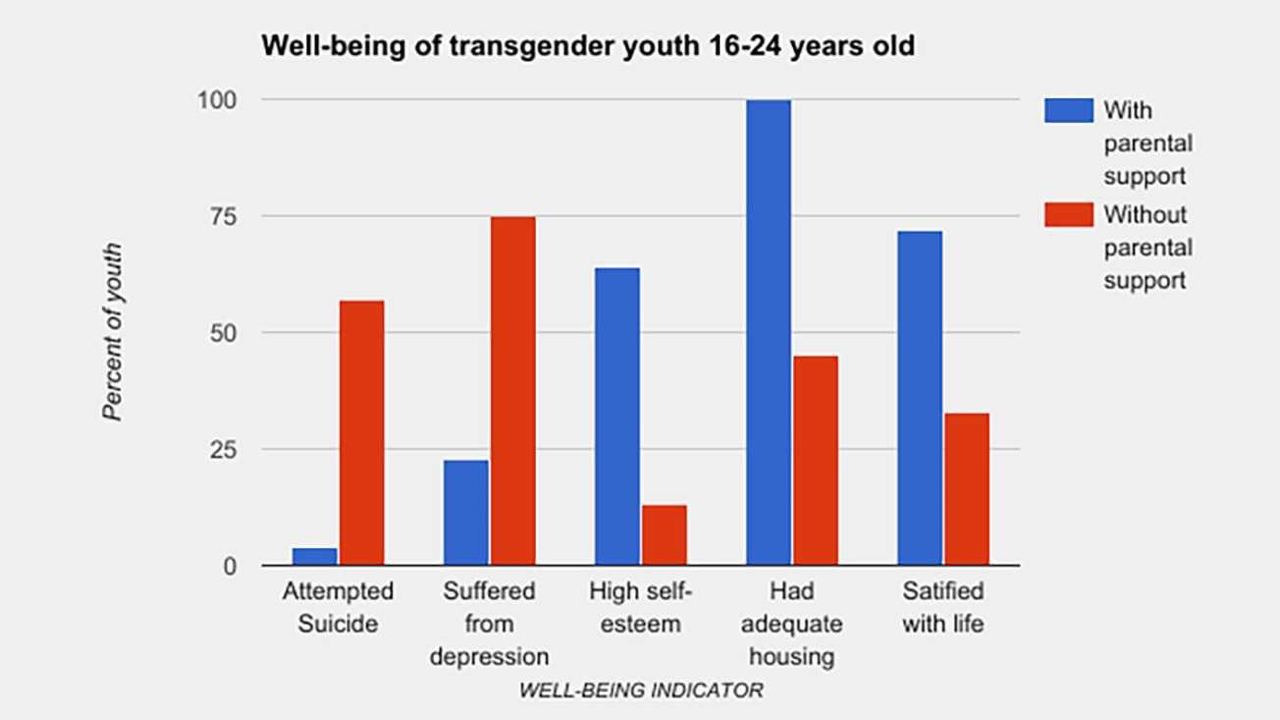 Well-being of transgender youth 16-24 years old
100
75
50
25
0
Percent of youth
With
parental
support
Without
parental
support
Attempted
Suicide
Suffered
from
depression
High self-
esteem
Had
adequate
housing
Satified
with life
WELL-BEING INDICATOR